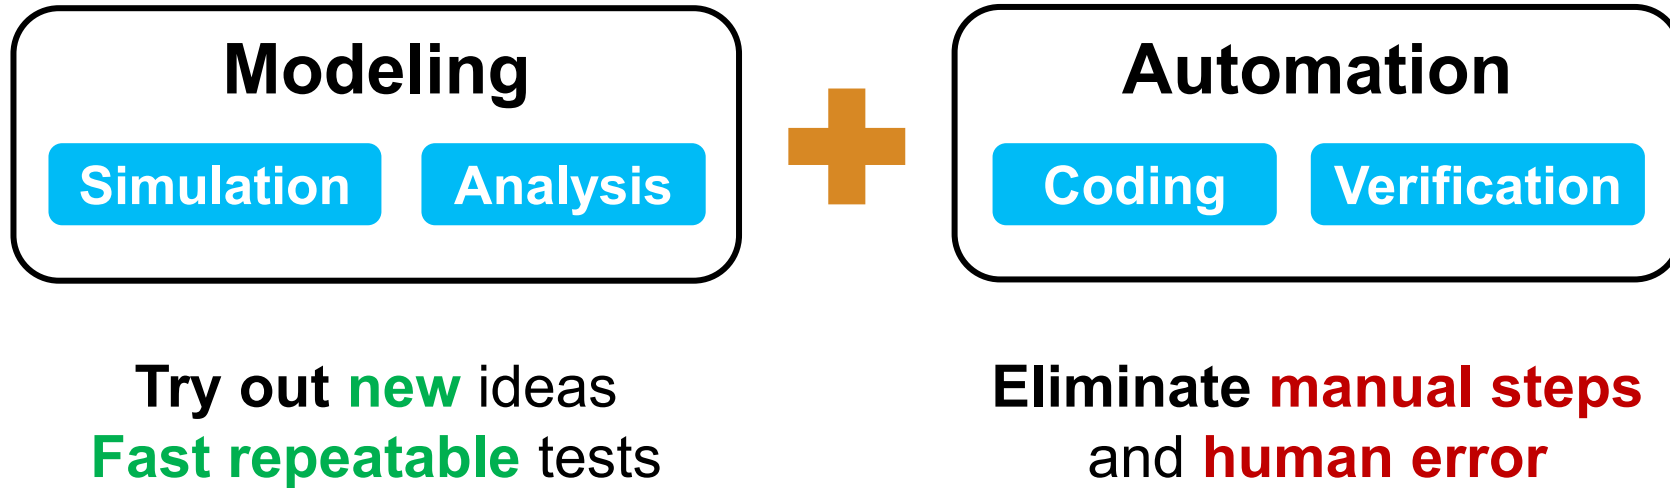 Modeling
Simulation
Analysis
Try out new ideas
Fast repeatable tests
Automation
Coding
Verification
Eliminate manual steps
and human error